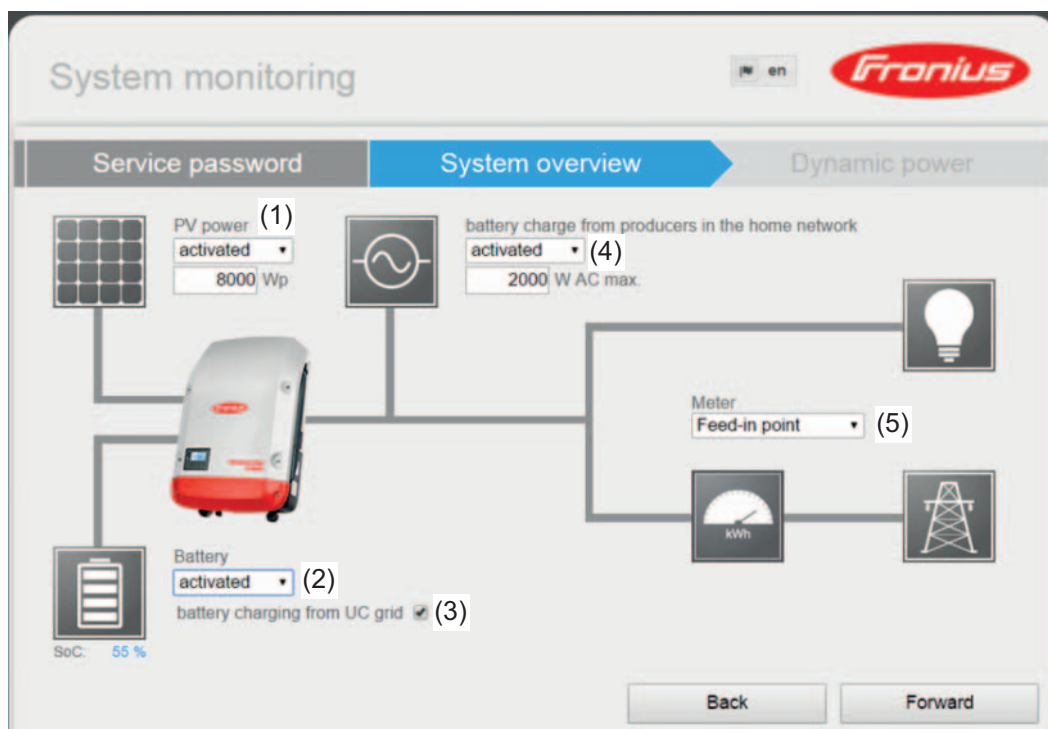 System monitoring
en
Fronius
Service password
System overview
Dynamic power
PV power (1)
activated
8000 Wp
battery charge from producers in the home network
activated (4)
2000 W AC max.
Meter
Feed-in point (5)
kWh
Battery
activated (2)
battery charging from UC grid (3)
SoC: 55 %
Back
Forward